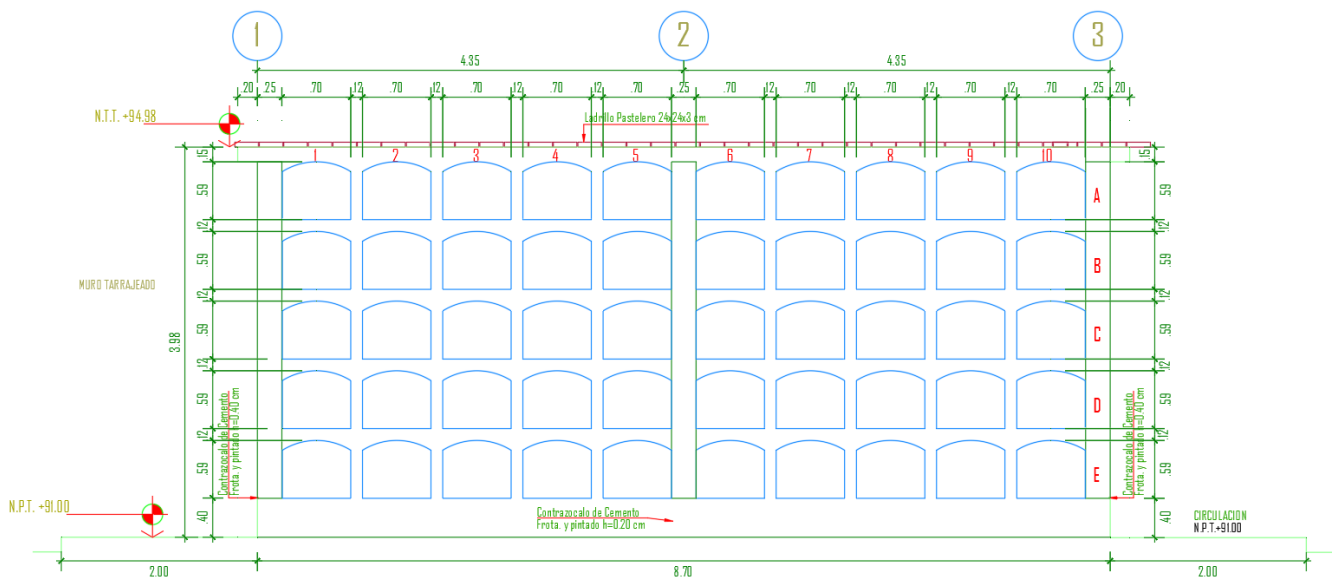 1
2
3
4.35
4.35
.20 .25 .70 .12 .70 .12 .70 .12 .70 .12 .70 .25 .70 .12 .70 .12 .70 .12 .70 .12 .70 .25 .20
N.T.T. +94.98
Ladrillo Pastelero 24x24x3 cm
.15
.15
1 2 3 4 5 6 7 8 9 10
.59
A
.59
.12
.12
.59
B
.59
MURO TARRAJEADO
.12
.12
3.98
.59
C
.59
.12
.12
.59
D
.59
Contrazocalo de Cemento
Frota. y pintado h=0.40 cm
Contrazocalo de Cemento
Frota. y pintado h=0.40 cm
.12
.12
.59
E
.59
N.P.T. +91.00
.40
Contrazocalo de Cemento
Frota. y pintado h=0.20 cm
.40
CIRCULACION
N.P.T.+91.00
2.00
8.70
2.00